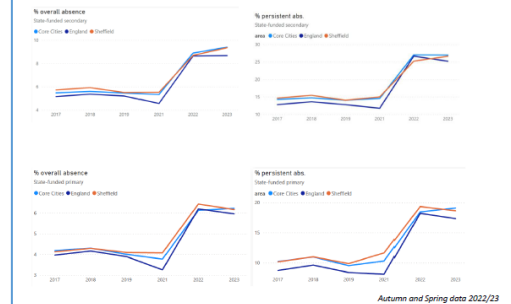 % overall absence
State-funded secondary
Core Cities England Sheffield
10
8
6
4
2017 2018 2019 2021 2022 2023
% persistent abs.
State-funded secondary
area Core Cities England Sheffield
30
25
20
15
10
2017 2018 2019 2021 2022 2023
% overall absence
State-funded primary
Core Cities England Sheffield
6
5
4
3
2017 2018 2019 2021 2022 2023
% persistent abs.
State-funded primary
area Core Cities England Sheffield
20
15
10
2017 2018 2019 2021 2022 2023
Autumn and Spring data 2022/23